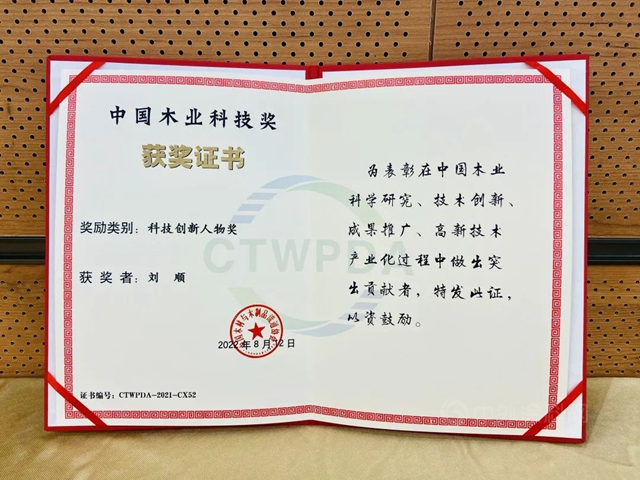 中国木业科技奖
获奖证书
奖励类别：科技创新人物奖
获奖者：刘 顺
2022年8月12日
证书编号：CTWPDA-2021-CX52
CTWPDA
为表彰在中国木业
科学研究、技术创新、
成果推广、高新技术
产业化过程中做出突
出贡献者，特发此证，
以资鼓励。